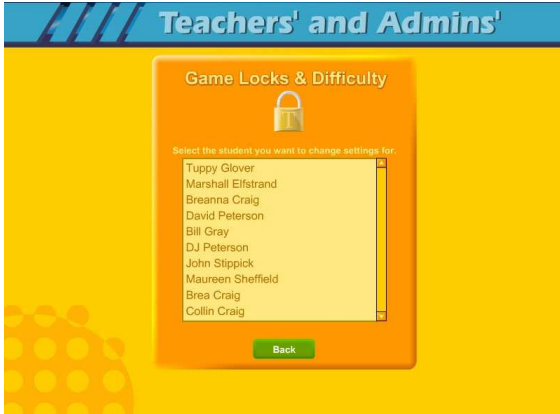 Teachers' and Admins'
Game Locks & Difficulty
T
Select the student you want to change settings for.
Tuppy Glover
Marshall Elfstrand
Breanna Craig
David Peterson
Bill Gray
DJ Peterson
John Stippick
Maureen Sheffield
Brea Craig
Collin Craig
Back